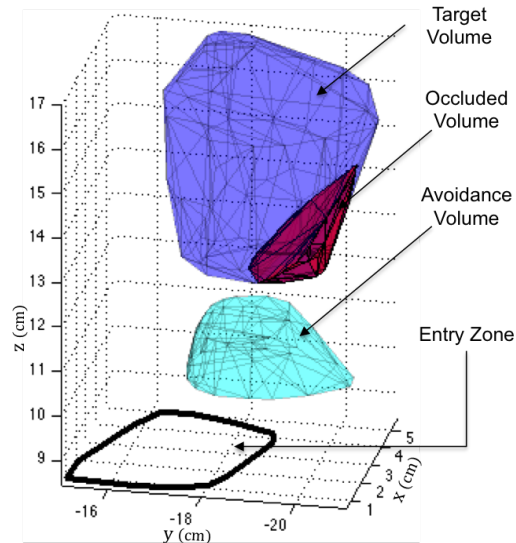 Target
Volume
Occluded
Volume
Avoidance
Volume
Entry Zone
17
16
15
14
13
12
11
10
9
z (cm)
-16
-18
-20
y (cm)
1
2
3
4
5
x (cm)